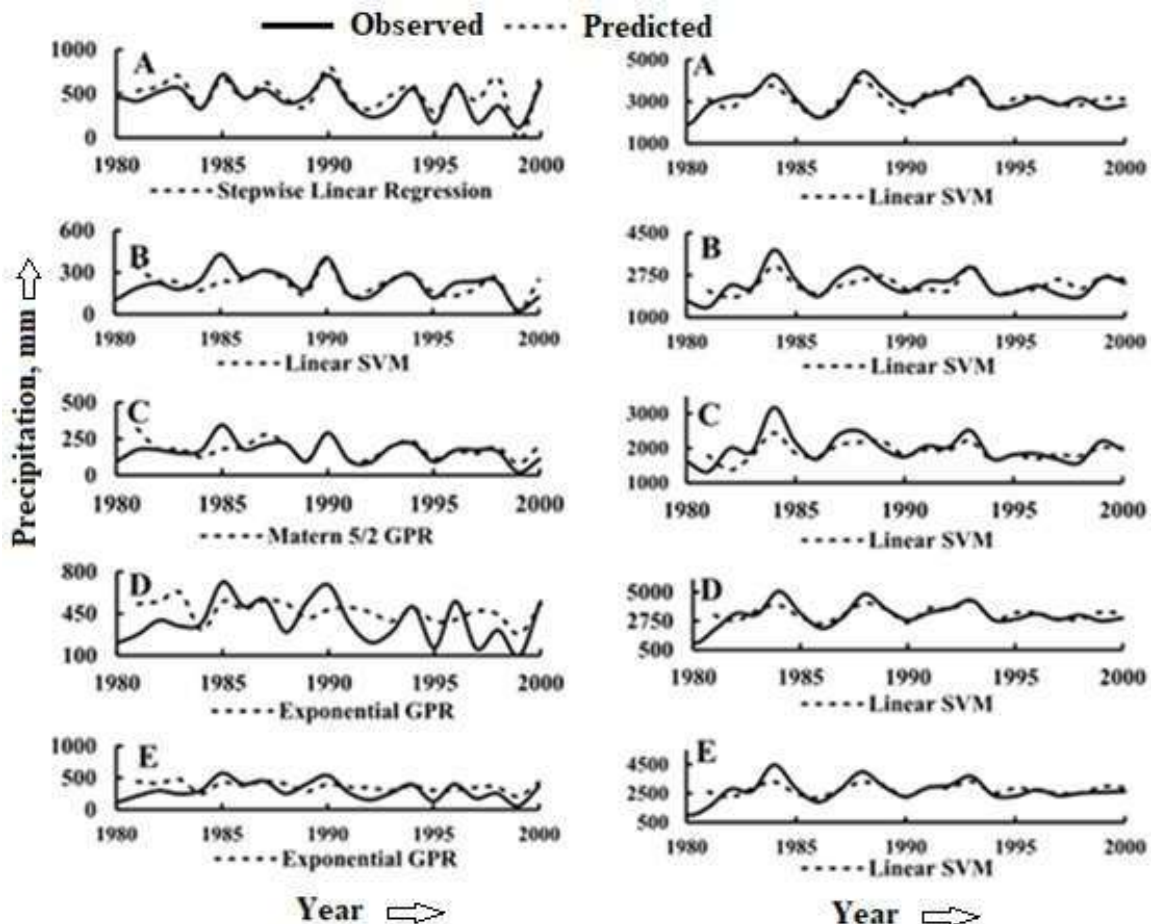 Observed Predicted
A
1000
500
0
1980 1985 1990 1995 2000
Stepwise Linear Regression
B
600
300
0
1980 1985 1990 1995 2000
Linear SVM
C
500
250
0
1980 1985 1990 1995 2000
Matern 5/2 GPR
D
800
450
100
1980 1985 1990 1995 2000
Exponential GPR
E
1000
500
0
1980 1985 1990 1995 2000
Exponential GPR
Year
Precipitation, mm
A
5000
3000
1000
1980 1985 1990 1995 2000
Linear SVM
B
4500
2750
1000
1980 1985 1990 1995 2000
Linear SVM
C
3000
2000
1000
1980 1985 1990 1995 2000
Linear SVM
D
5000
2750
500
1980 1985 1990 1995 2000
Linear SVM
E
4500
2500
500
1980 1985 1990 1995 2000
Linear SVM
Year